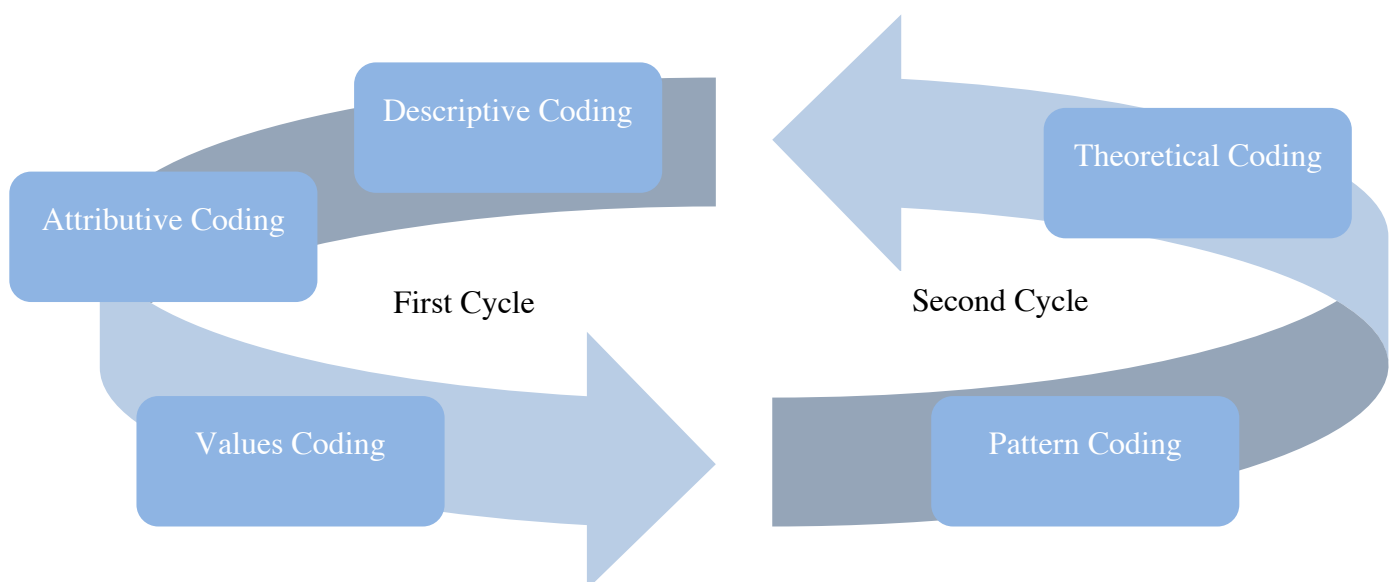 Descriptive Coding
Theoretical Coding
Attributive Coding
First Cycle
Second Cycle
Values Coding
Pattern Coding